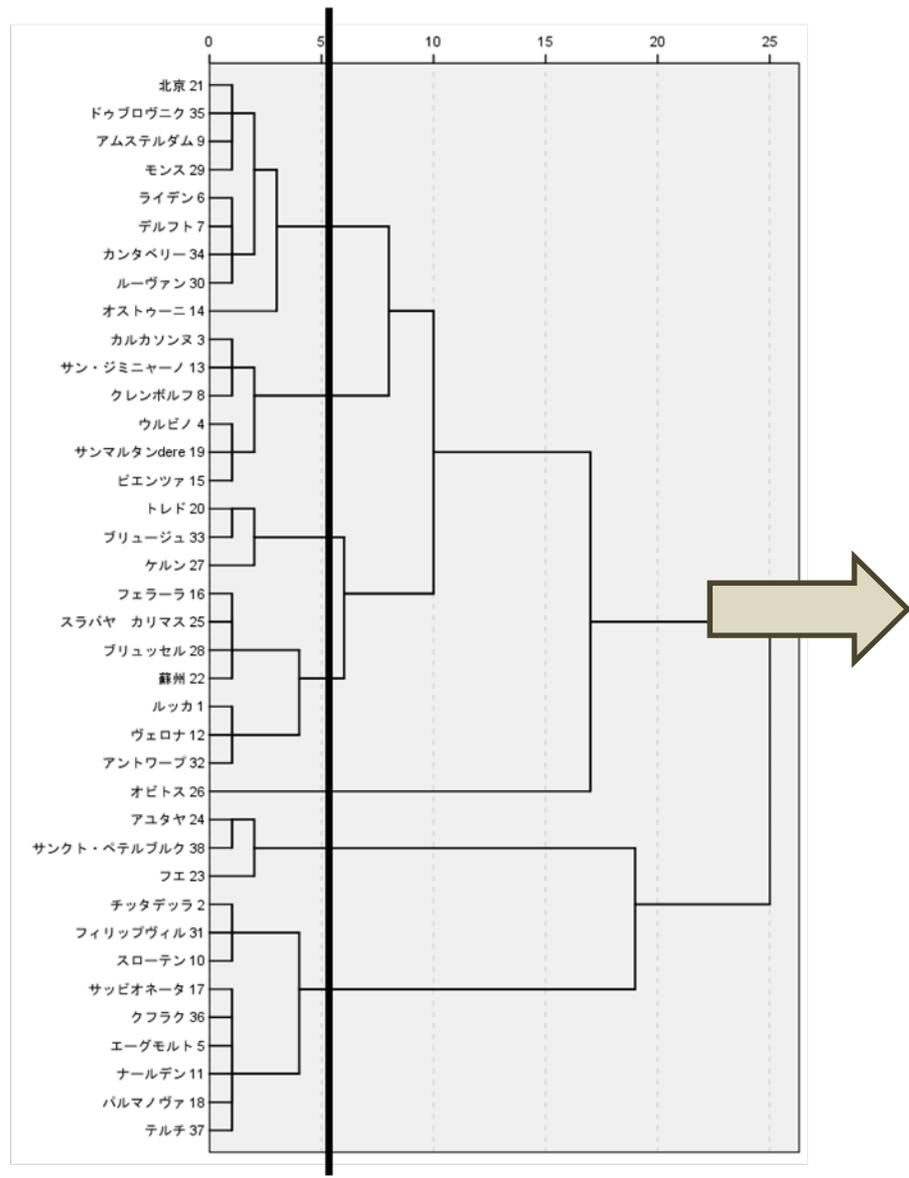 0 5 10 15 20 25
北京 21
ドゥブロヴニク 35
アムステルダム 9
モンス 29
ライデン 6
デルフト 7
カンタベリー 34
ルーヴァン 30
オストゥーニ 14
カルカソンヌ 3
サン・ジミニャーノ 13
クレンボルフ 8
ウルビノ 4
サンマルタンdere 19
ピエンツァ 15
トレド 20
ブリュージュ 33
ケルン 27
フェラーラ 16
スラバヤ　カリマス 25
ブリュッセル 28
蘇州 22
ルッカ 1
ヴェロナ 12
アントワープ 32
オビトス 26
アユタヤ 24
サンクト・ペテルブルク 38
フエ 23
チッタデッラ 2
フィリップヴィル 31
スローテン 10
サッビオネータ 17
クフラク 36
エーグモルト 5
ナールデン 11
パルマノヴァ 18
テルチ 37